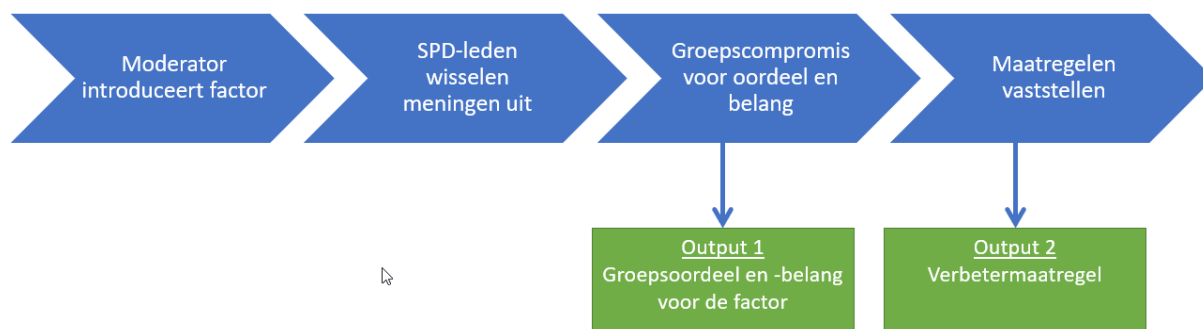 Moderator
introduceert factor
SPD-leden
wisselen
meningen uit
Groepscompromis
voor oordeel en
belang
Maatregelen
vaststellen
Output 1
Groepsoordeel en -belang
voor de factor
Output 2
Verbetermaatregel